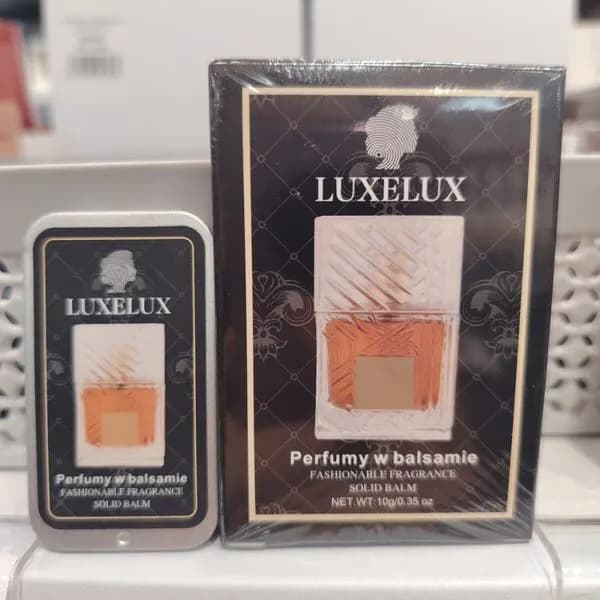 LUXELUX
Perfumy w balsamie
FASHIONABLE FRAGRANCE
SOLID BALM
LUXELUX
Perfumy w balsamie
FASHIONABLE FRAGRANCE
SOLID BALM
NET.WT:10g/0.35 oz